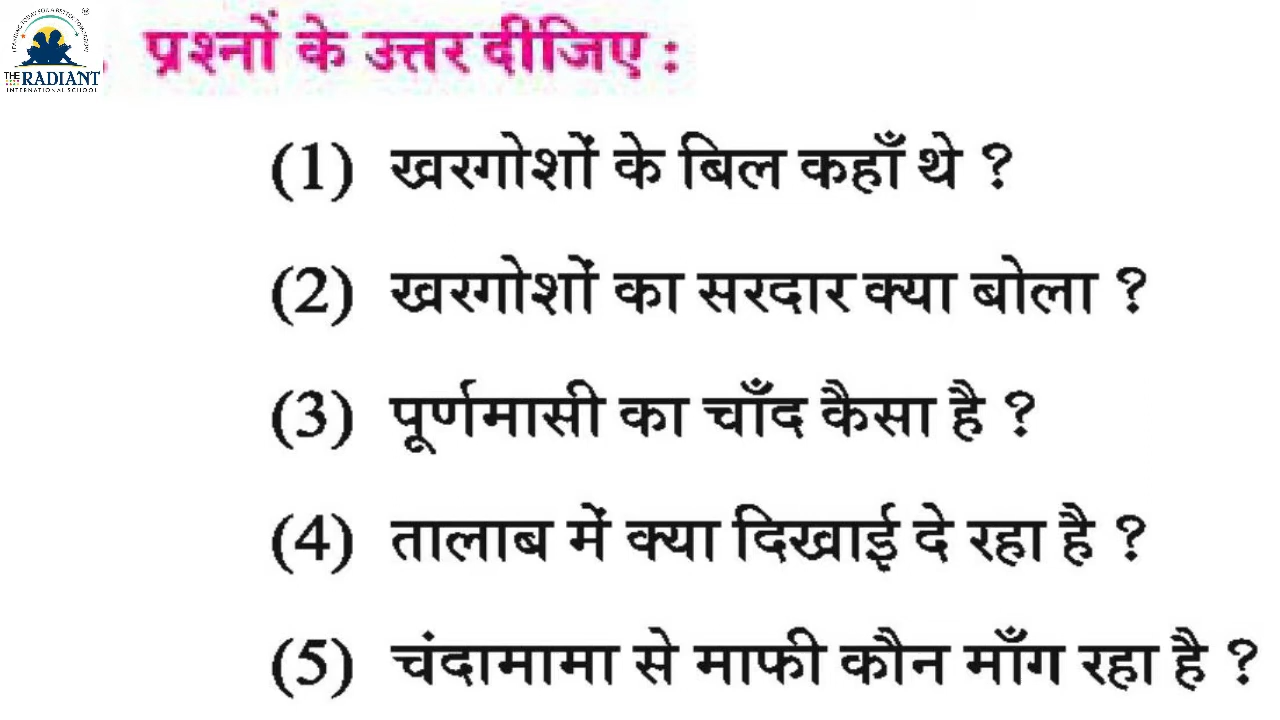 THE RADIANT
INTERNATIONAL SCHOOL
प्रश्नों के उत्तर दीजिए :
(1) खरगोशों के बिल कहाँ थे ?
(2) खरगोशों का सरदार क्या बोला ?
(3) पूर्णमासी का चाँद कैसा है ?
(4) तालाब में क्या दिखाई दे रहा है ?
(5) चंदामामा से माफी कौन माँग रहा है ?